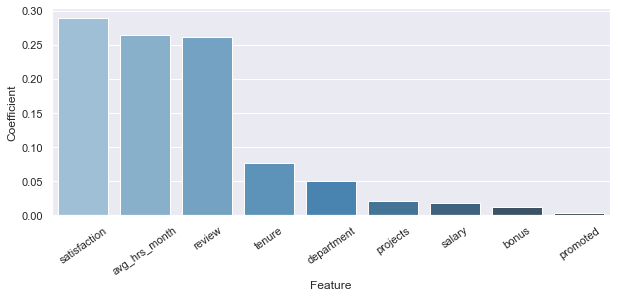 0.30
0.25
0.20
0.15
0.10
0.05
0.00
Coefficient
satisfaction
avg_hrs_month
review
tenure
department
projects
salary
bonus
promoted
Feature